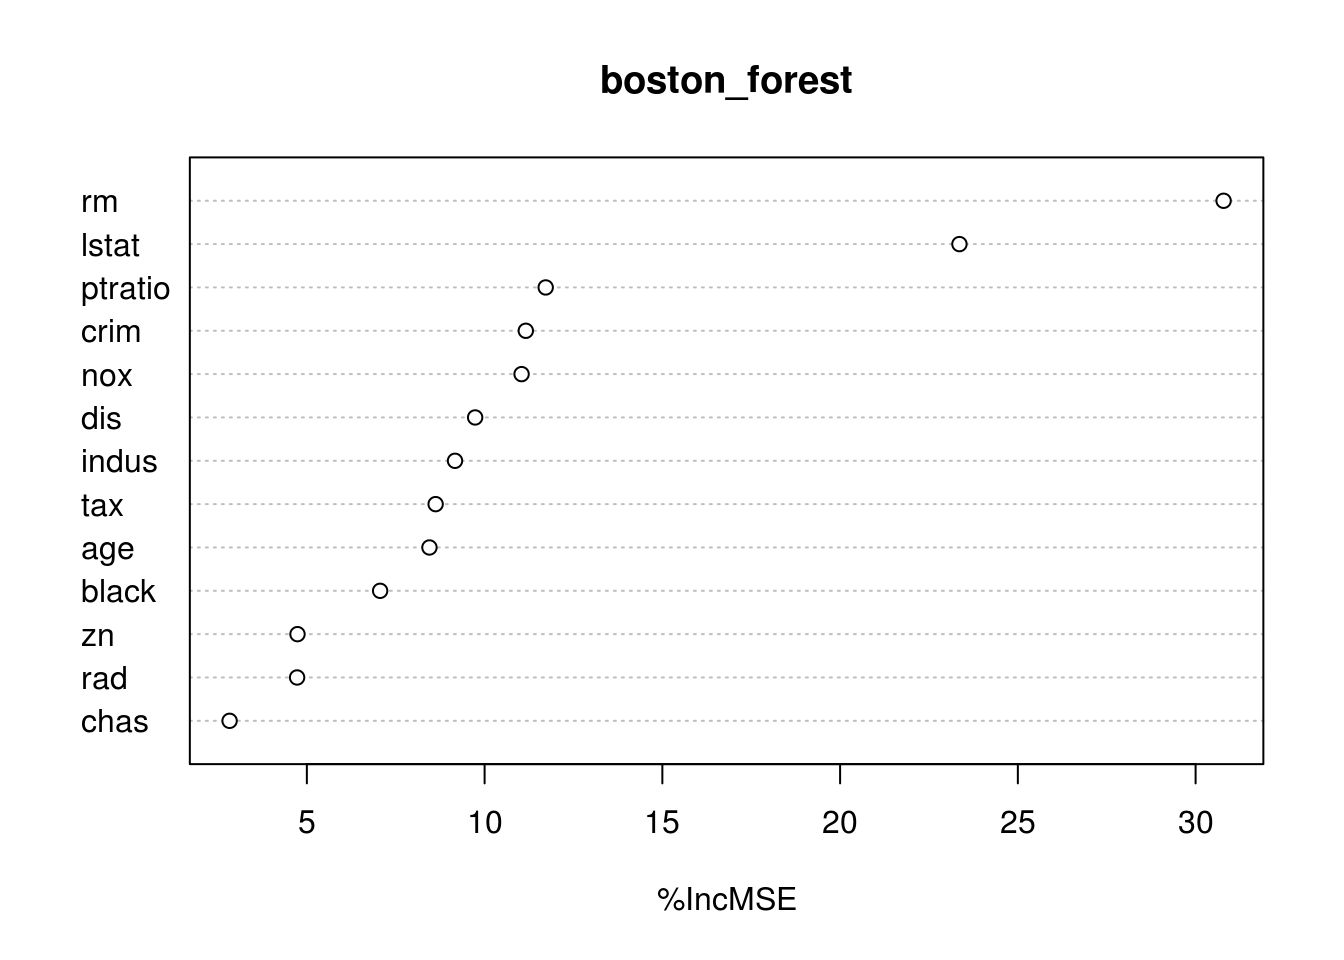 boston_forest
rm
lstat
ptratio
crim
nox
dis
indus
tax
age
black
zn
rad
chas
5 10 15 20 25 30
%IncMSE